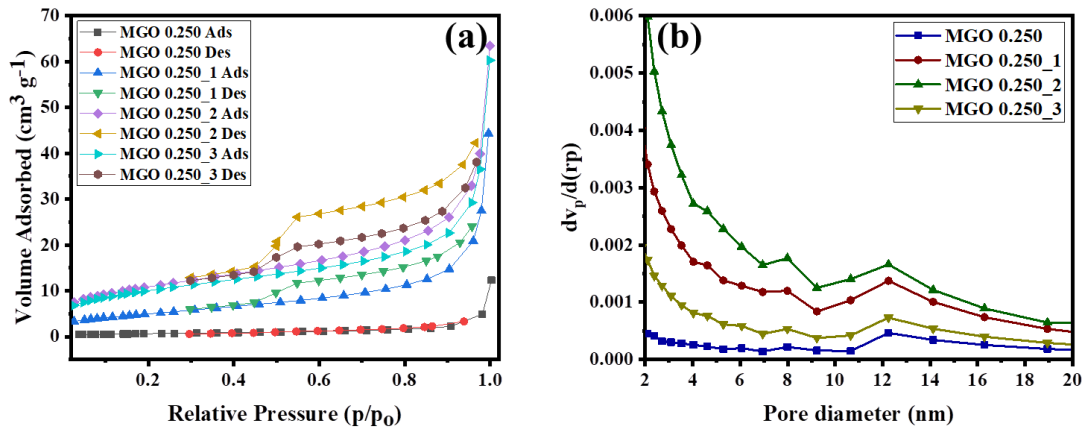 (a)
MGO 0.250 Ads
MGO 0.250 Des
MGO 0.250_1 Ads
MGO 0.250_1 Des
MGO 0.250_2 Ads
MGO 0.250_2 Des
MGO 0.250_3 Ads
MGO 0.250_3 Des
70
60
50
40
30
20
10
0
0.2
0.4
0.6
0.8
1.0
Volume Adsorbed (cm³ g⁻¹)
Relative Pressure (p/pₒ)
(b)
MGO 0.250
MGO 0.250_1
MGO 0.250_2
MGO 0.250_3
0.006
0.005
0.004
0.003
0.002
0.001
0.000
2
4
6
8
10
12
14
16
18
20
dvₚ/d(rp)
Pore diameter (nm)